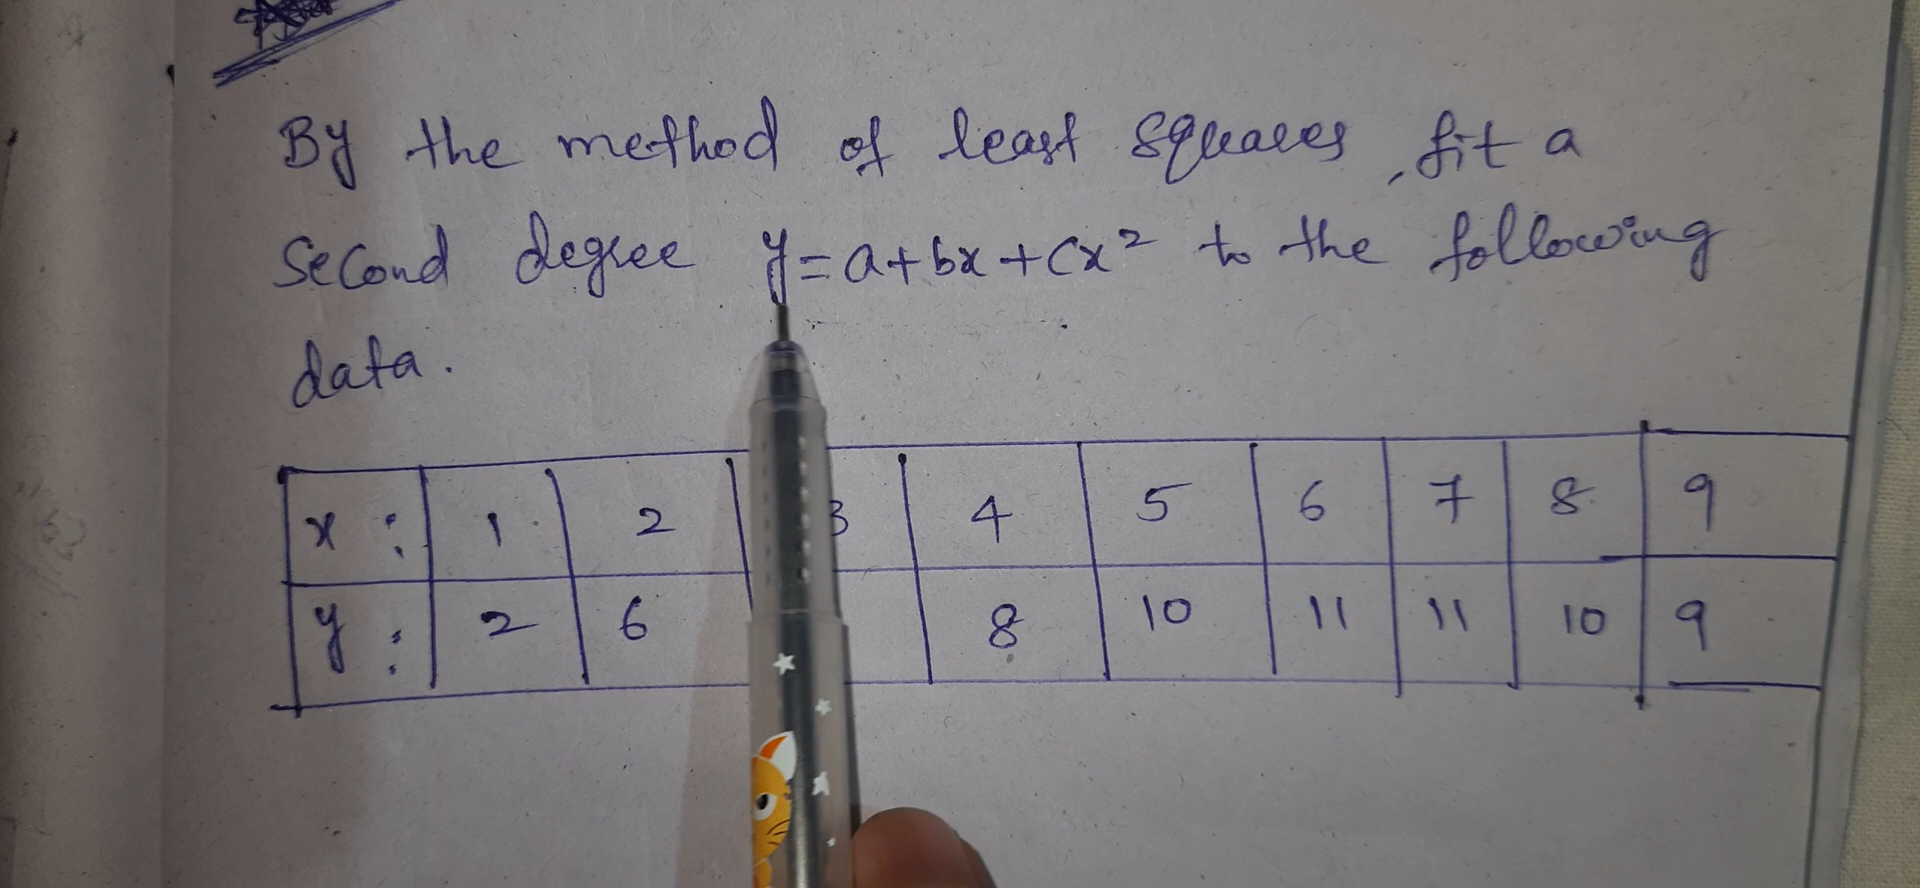 By the method of least squares, fit a
second degree y=a+bx+cx² to the following
data.
x : 1 2 3 4 5 6 7 8 9
y : 2 6 8 10 11 11 10 9